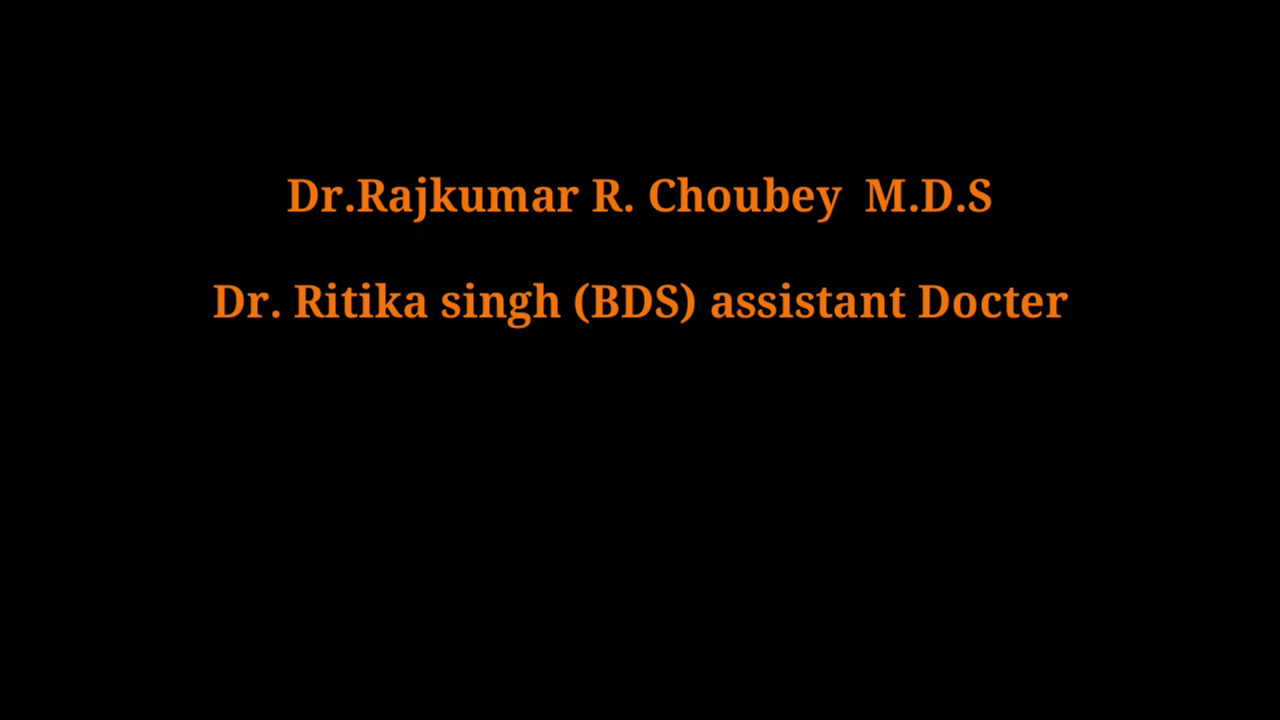 Dr.Rajkumar R. Choubey  M.D.S
Dr. Ritika singh (BDS) assistant Docter